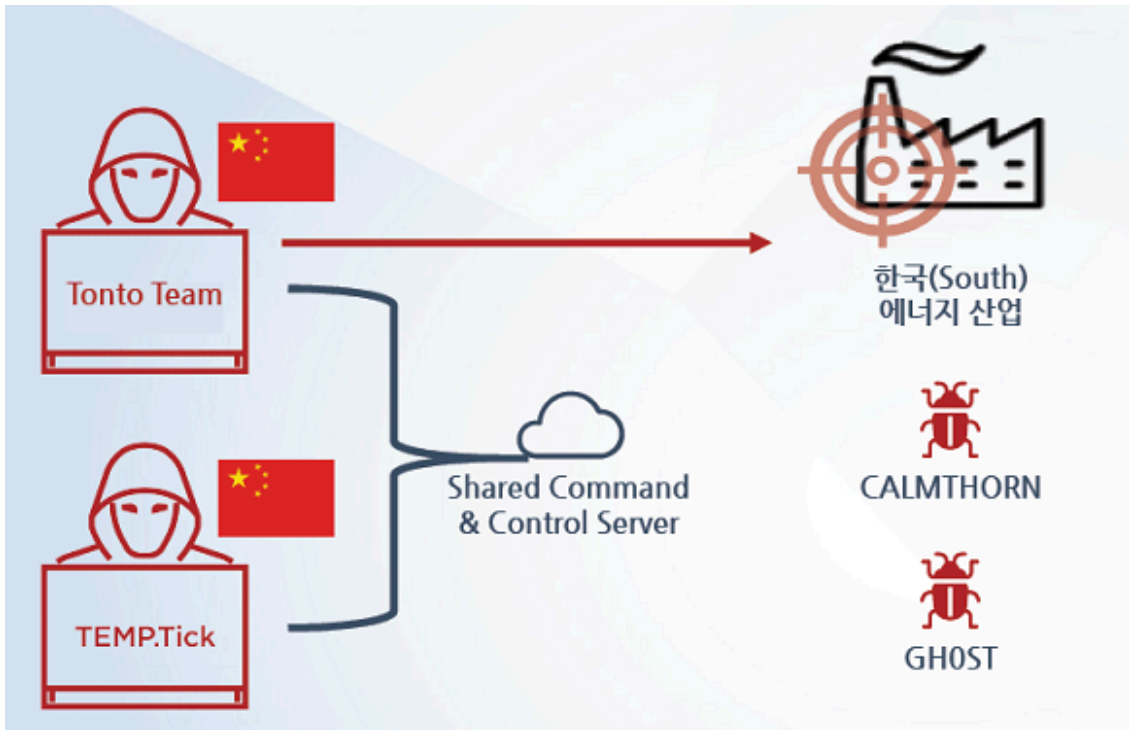 Tonto Team
한국(South)
에너지 산업
Shared Command
& Control Server
CALMTHORN
TEMP.Tick
GH0ST